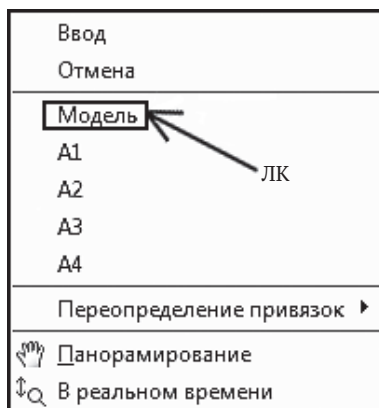 Ввод
Отмена
Модель
ЛК
A1
A2
A3
A4
Переопределение привязок
Панорамирование
В реальном времени